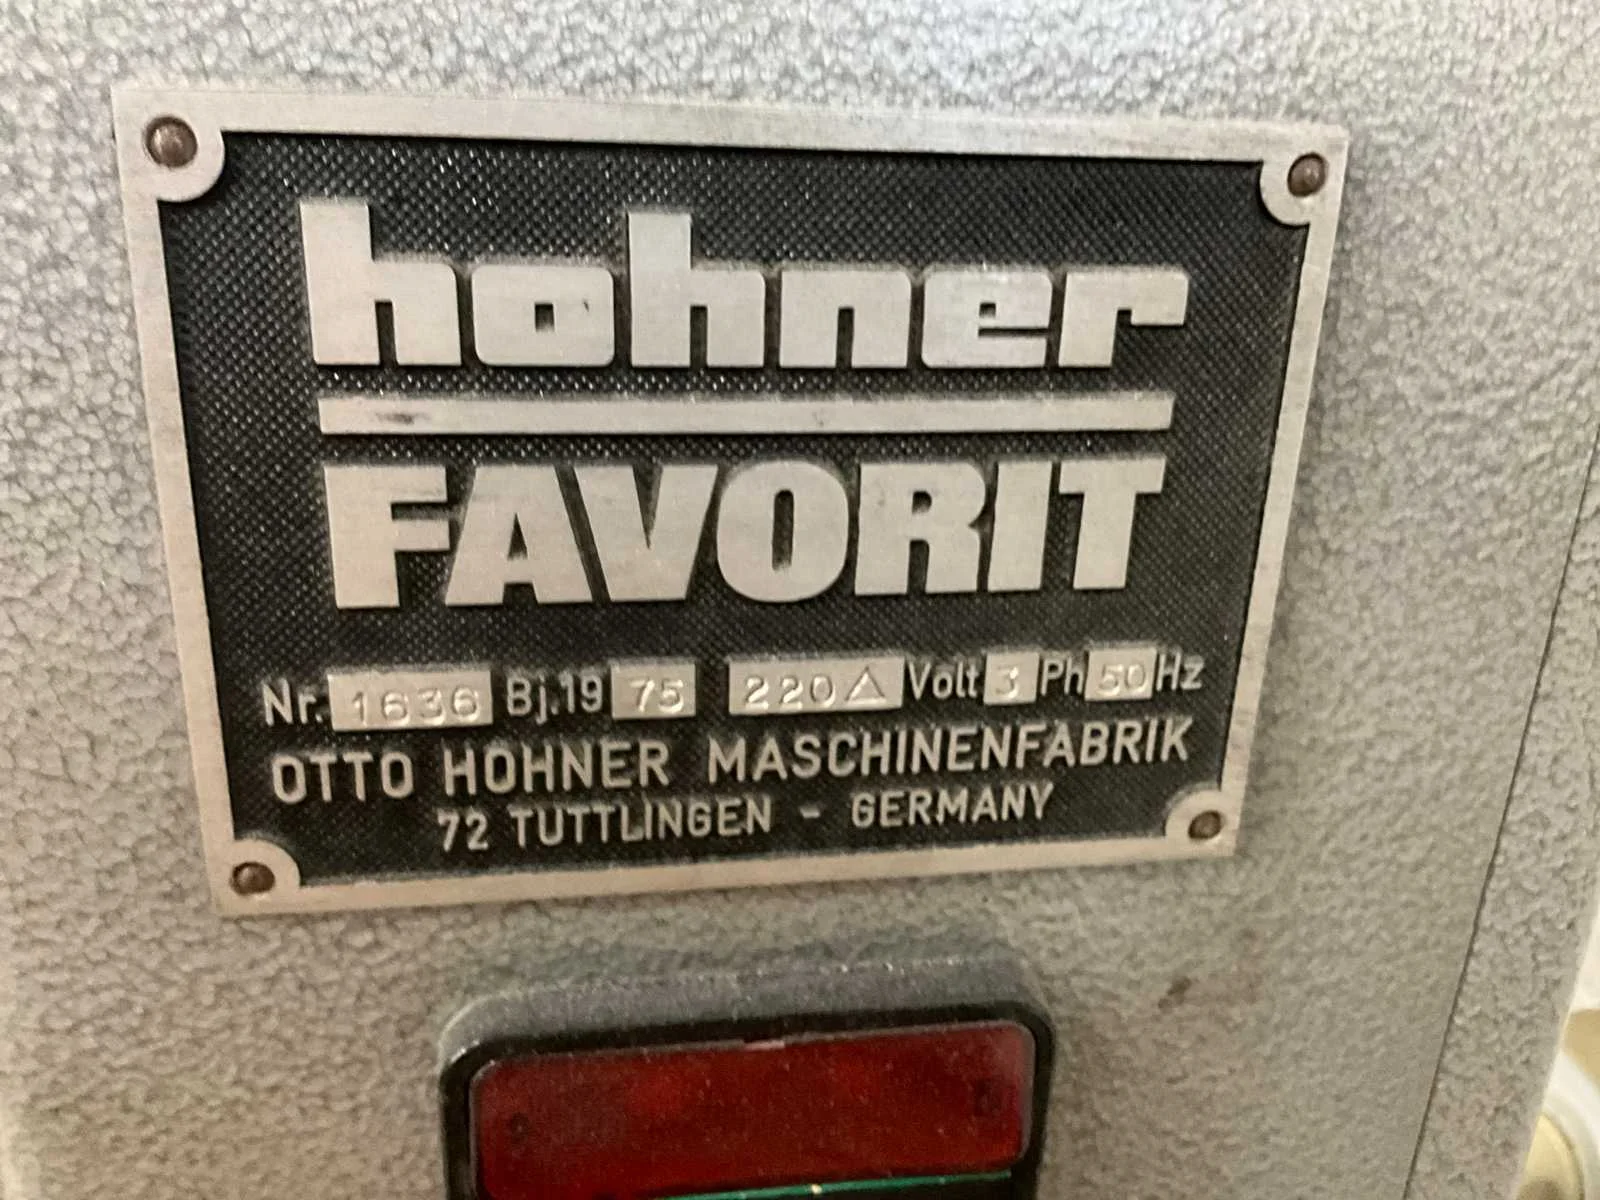 hohner
FAVORIT
Nr. 1636 Bj.19 75 220△ Volt 3 Ph 50 Hz
OTTO HOHNER MASCHINENFABRIK
72 TUTTLINGEN - GERMANY